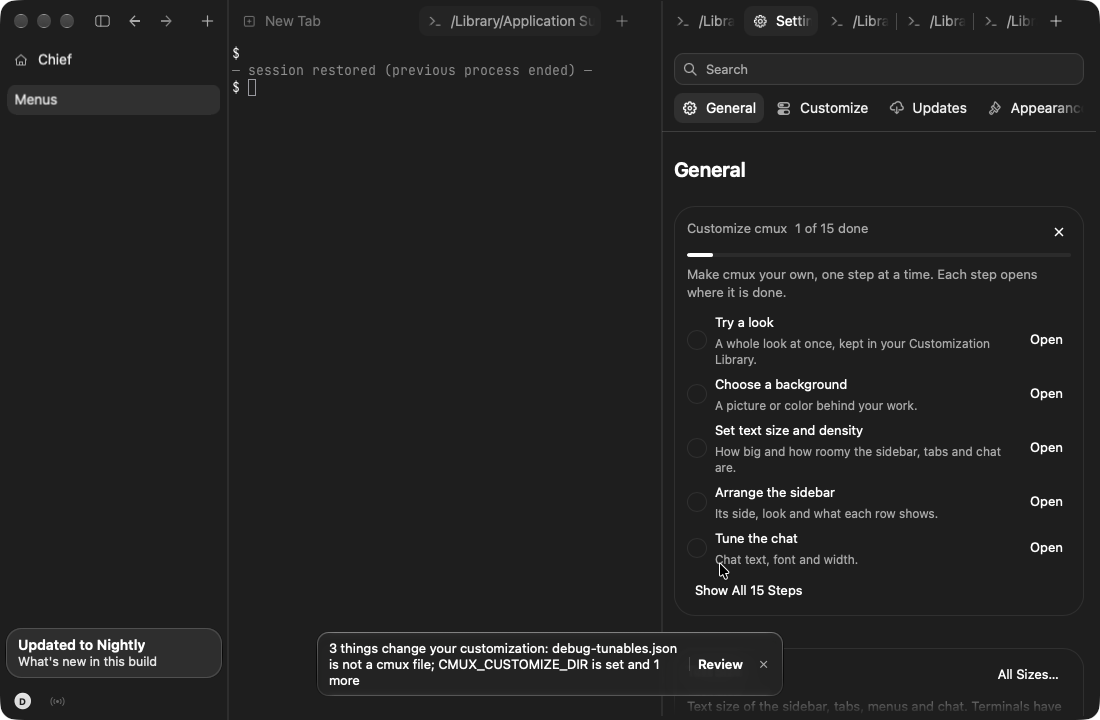 New Tab
/Library/Application Su
/Libra
Settin
/Libra
/Libra
/Libr
Chief
Menus
$
— session restored (previous process ended) —
$
Search
General
Customize
Updates
Appearanc
General
Customize cmux 1 of 15 done
Make cmux your own, one step at a time. Each step opens
where it is done.
Try a look
A whole look at once, kept in your Customization
Library.
Open
Choose a background
A picture or color behind your work.
Open
Set text size and density
How big and how roomy the sidebar, tabs and chat
are.
Open
Arrange the sidebar
Its side, look and what each row shows.
Open
Tune the chat
Chat text, font and width.
Open
Show All 15 Steps
All Sizes...
Text size of the sidebar, tabs, menus and chat. Terminals have
3 things change your customization: debug-tunables.json
is not a cmux file; CMUX_CUSTOMIZE_DIR is set and 1
more
Review
Updated to Nightly
What's new in this build
D